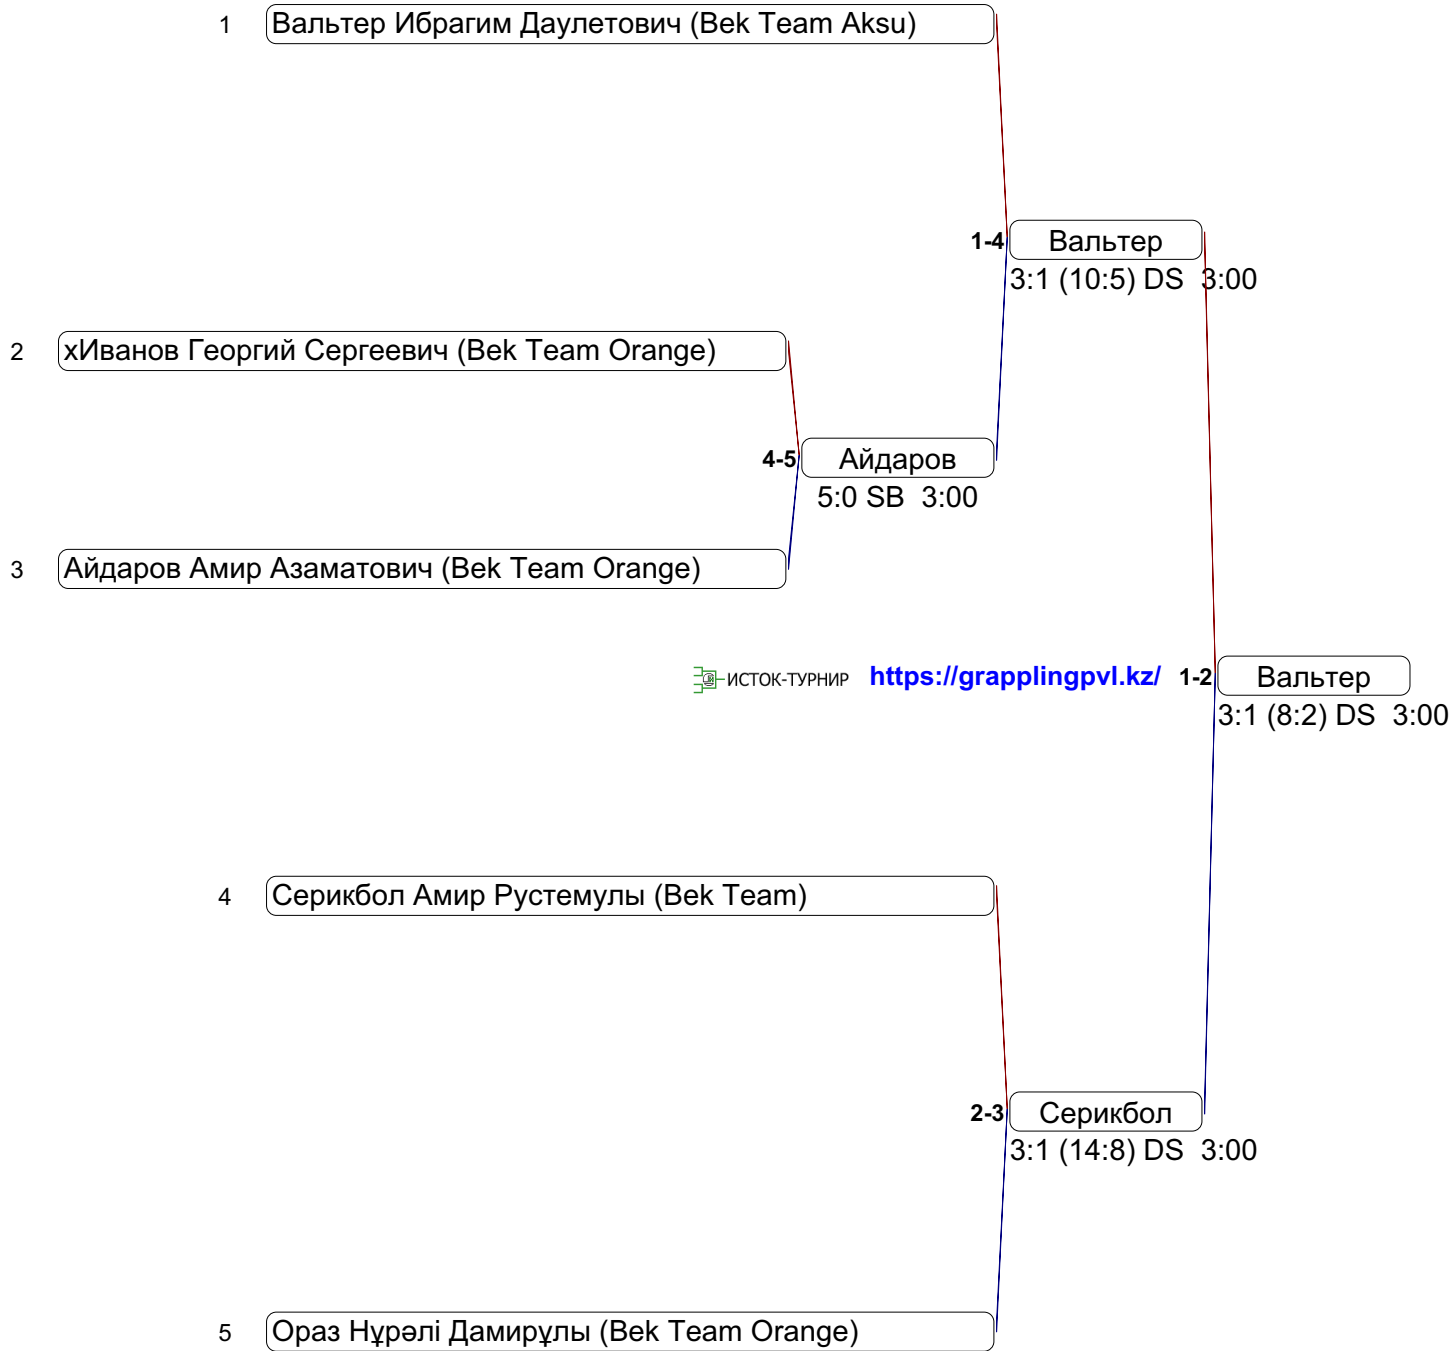 1 Вальтер Ибрагим Даулетович (Bek Team Aksu)
1-4 Вальтер
3:1 (10:5) DS 3:00
2 хИванов Георгий Сергеевич (Bek Team Orange)
4-5 Айдаров
5:0 SB 3:00
3 Айдаров Амир Азаматович (Bek Team Orange)
ИСТОК-ТУРНИР https://grapplingpvl.kz/ 1-2 Вальтер
3:1 (8:2) DS 3:00
4 Серикбол Амир Рустемулы (Bek Team)
2-3 Серикбол
3:1 (14:8) DS 3:00
5 Ораз Нұрәлі Дамирұлы (Bek Team Orange)